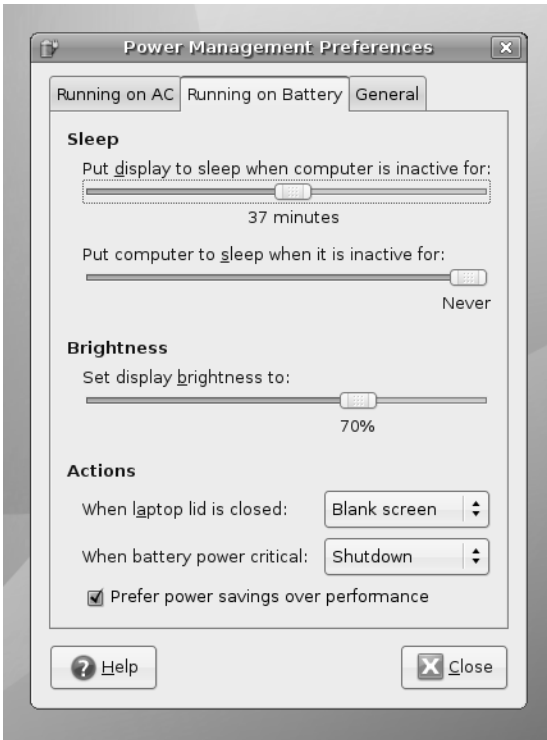 Power Management Preferences
Running on AC
Running on Battery
General
Sleep
Put display to sleep when computer is inactive for:
37 minutes
Put computer to sleep when it is inactive for:
Never
Brightness
Set display brightness to:
70%
Actions
When laptop lid is closed:
Blank screen
When battery power critical:
Shutdown
Prefer power savings over performance
Help
Close